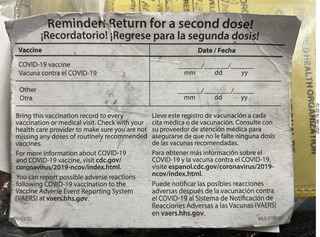 Reminder! Return for a second dose!
¡Recordatorio! ¡Regrese para la segunda dosis!
Vaccine Date / Fecha
COVID-19 vaccine / /
Vacuna contra el COVID-19 mm dd yy
Other / /
Otra mm dd yy
Bring this vaccination record to every
vaccination or medical visit. Check with your
health care provider to make sure you are not
missing any doses of routinely recommended
vaccines.
For more information about COVID-19
and COVID-19 vaccine, visit cdc.gov/
coronavirus/2019-ncov/index.html.
You can report possible adverse reactions
following COVID-19 vaccination to the
Vaccine Adverse Event Reporting System
(VAERS) at vaers.hhs.gov.
Lleve este registro de vacunación a cada
cita médica o de vacunación. Consulte con
su proveedor de atención médica para
asegurarse de que no le falte ninguna dosis
de las vacunas recomendadas.
Para obtener más información sobre el
COVID-19 y la vacuna contra el COVID-19,
visite espanol.cdc.gov/coronavirus/2019-
ncov/index.html.
Puede notificar las posibles reacciones
adversas después de la vacunación contra
el COVID-19 al Sistema de Notificación de
Reacciones Adversas a las Vacunas (VAERS)
en vaers.hhs.gov.
HEALTH ORGANIZATION